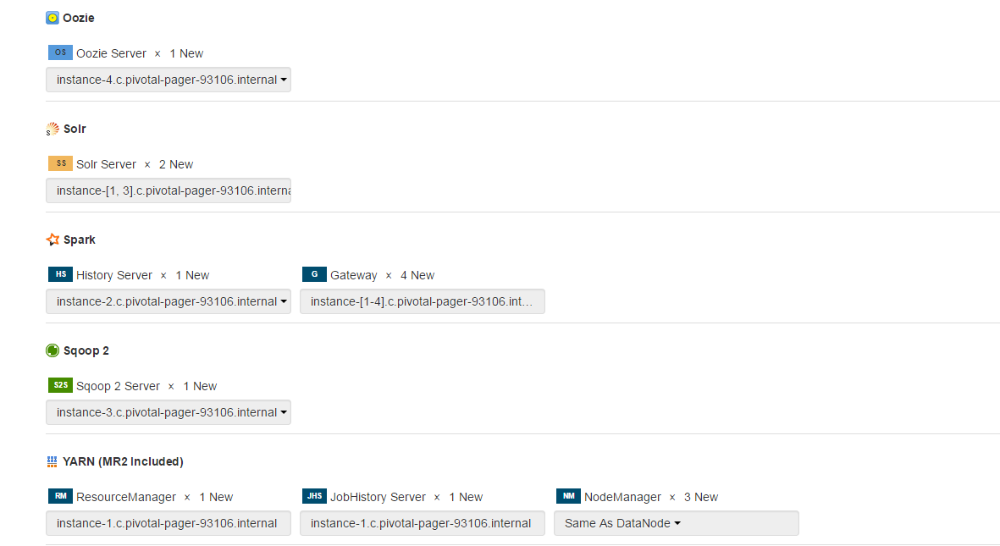 Oozie
OS Oozie Server × 1 New
instance-4.c.pivotal-pager-93106.internal
S Solr
SS Solr Server × 2 New
instance-[1, 3].c.pivotal-pager-93106.interna
Spark
HS History Server × 1 New G Gateway × 4 New
instance-2.c.pivotal-pager-93106.internal instance-[1-4].c.pivotal-pager-93106.int...
Sqoop 2
S2S Sqoop 2 Server × 1 New
instance-3.c.pivotal-pager-93106.internal
YARN (MR2 Included)
RM ResourceManager × 1 New JHS JobHistory Server × 1 New NM NodeManager × 3 New
instance-1.c.pivotal-pager-93106.internal instance-1.c.pivotal-pager-93106.internal Same As DataNode